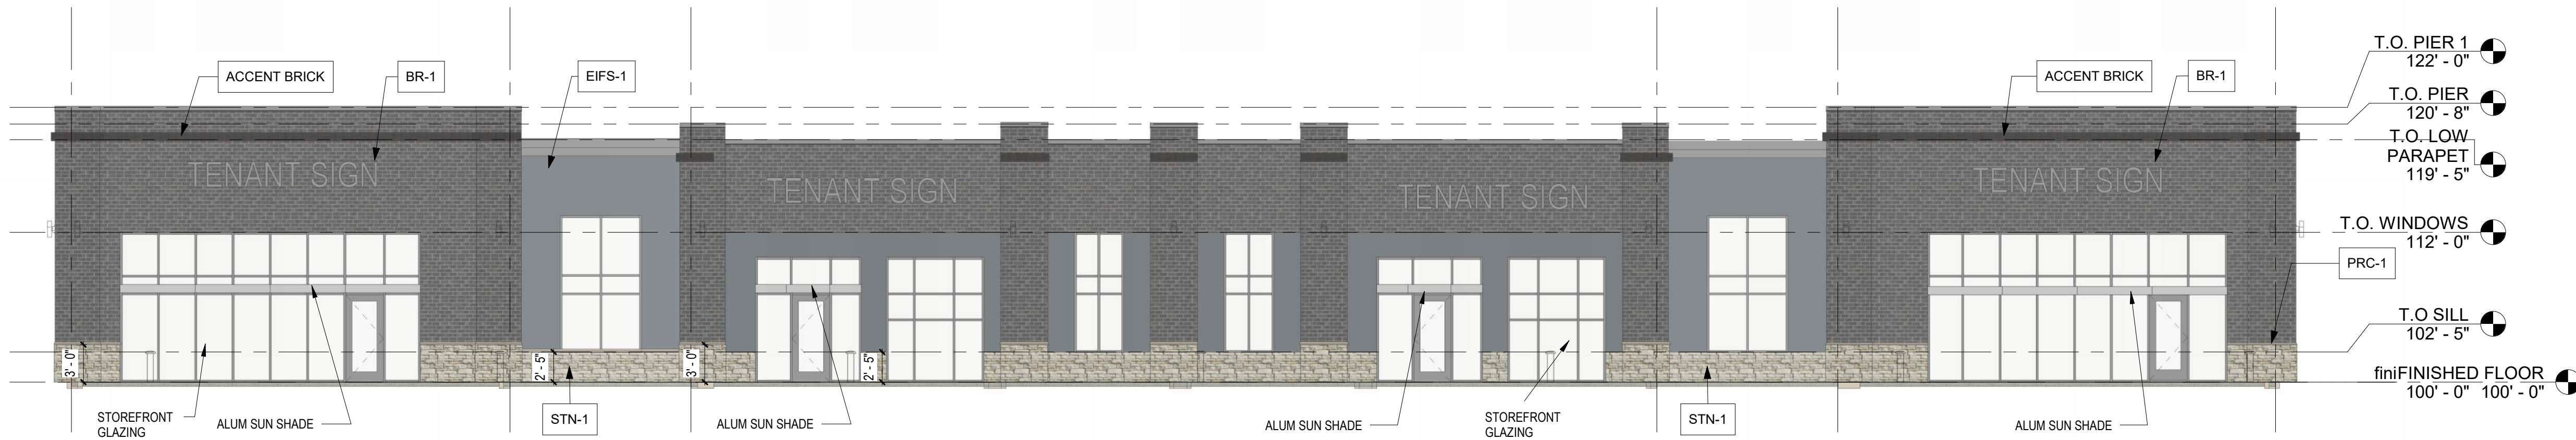 T.O. PIER 1
122' - 0"
ACCENT BRICK
BR-1
EIFS-1
ACCENT BRICK
BR-1
T.O. PIER
120' - 8"
T.O. LOW
PARAPET
119' - 5"
TENANT SIGN
TENANT SIGN
TENANT SIGN
TENANT SIGN
T.O. WINDOWS
112' - 0"
PRC-1
T.O SILL
102' - 5"
3' - 0"
2' - 5"
3' - 0"
2' - 5"
finiFINISHED FLOOR
100' - 0" 100' - 0"
STOREFRONT
GLAZING
ALUM SUN SHADE
STN-1
ALUM SUN SHADE
ALUM SUN SHADE
STOREFRONT
GLAZING
STN-1
ALUM SUN SHADE